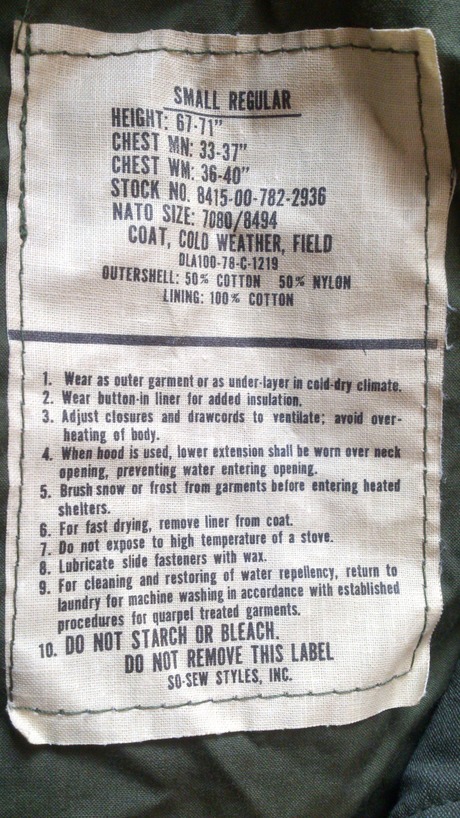 SMALL REGULAR
HEIGHT: 67-71"
CHEST MN: 33-37"
CHEST WM: 36-40"
STOCK NO. 8415-00-782-2936
NATO SIZE: 7080/8494
COAT, COLD WEATHER, FIELD
DLA100-78-C-1219
OUTERSHELL: 50% COTTON 50% NYLON
LINING: 100% COTTON
1. Wear as outer garment or as under-layer in cold-dry climate.
2. Wear button-in liner for added insulation.
3. Adjust closures and drawcords to ventilate; avoid over-
heating of body.
4. When hood is used, lower extension shall be worn over neck
opening, preventing water entering opening.
5. Brush snow or frost from garments before entering heated
shelters.
6. For fast drying, remove liner from coat.
7. Do not expose to high temperature of a stove.
8. Lubricate slide fasteners with wax.
9. For cleaning and restoring of water repellency, return to
laundry for machine washing in accordance with established
procedures for quarpel treated garments.
10. DO NOT STARCH OR BLEACH.
DO NOT REMOVE THIS LABEL
SO-SEW STYLES, INC.